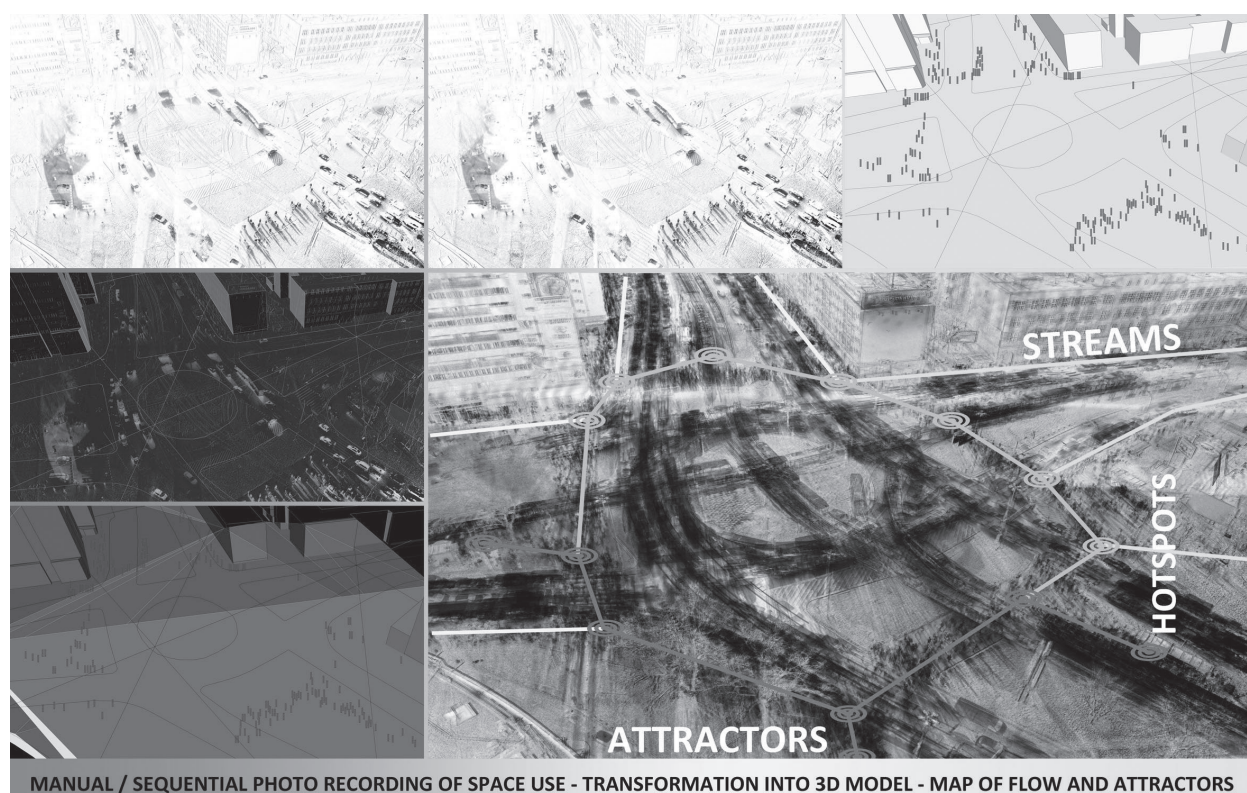 STREAMS
HOTSPOTS
ATTRACTORS
MANUAL / SEQUENTIAL PHOTO RECORDING OF SPACE USE - TRANSFORMATION INTO 3D MODEL - MAP OF FLOW AND ATTRACTORS